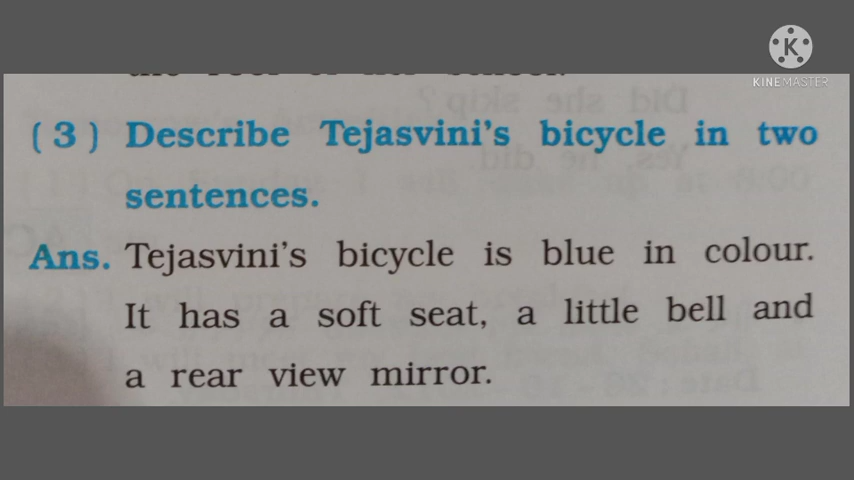 KINEMASTER
( 3 ) Describe Tejasvini's bicycle in two
sentences.
Ans. Tejasvini's bicycle is blue in colour.
It has a soft seat, a little bell and
a rear view mirror.